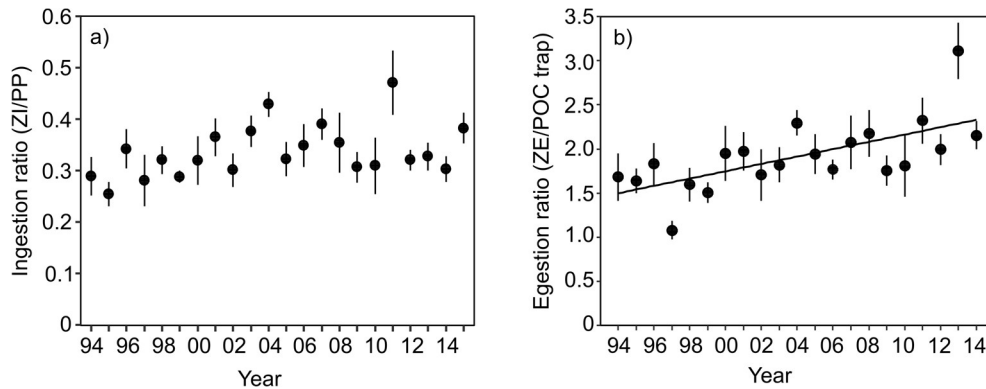 a)
Ingestion ratio (ZI/PP)
0.6
0.5
0.4
0.3
0.2
0.1
0
94 96 98 00 02 04 06 08 10 12 14
Year
b)
Egestion ratio (ZE/POC trap)
3.5
3.0
2.5
2.0
1.5
1.0
0.5
0
94 96 98 00 02 04 06 08 10 12 14
Year